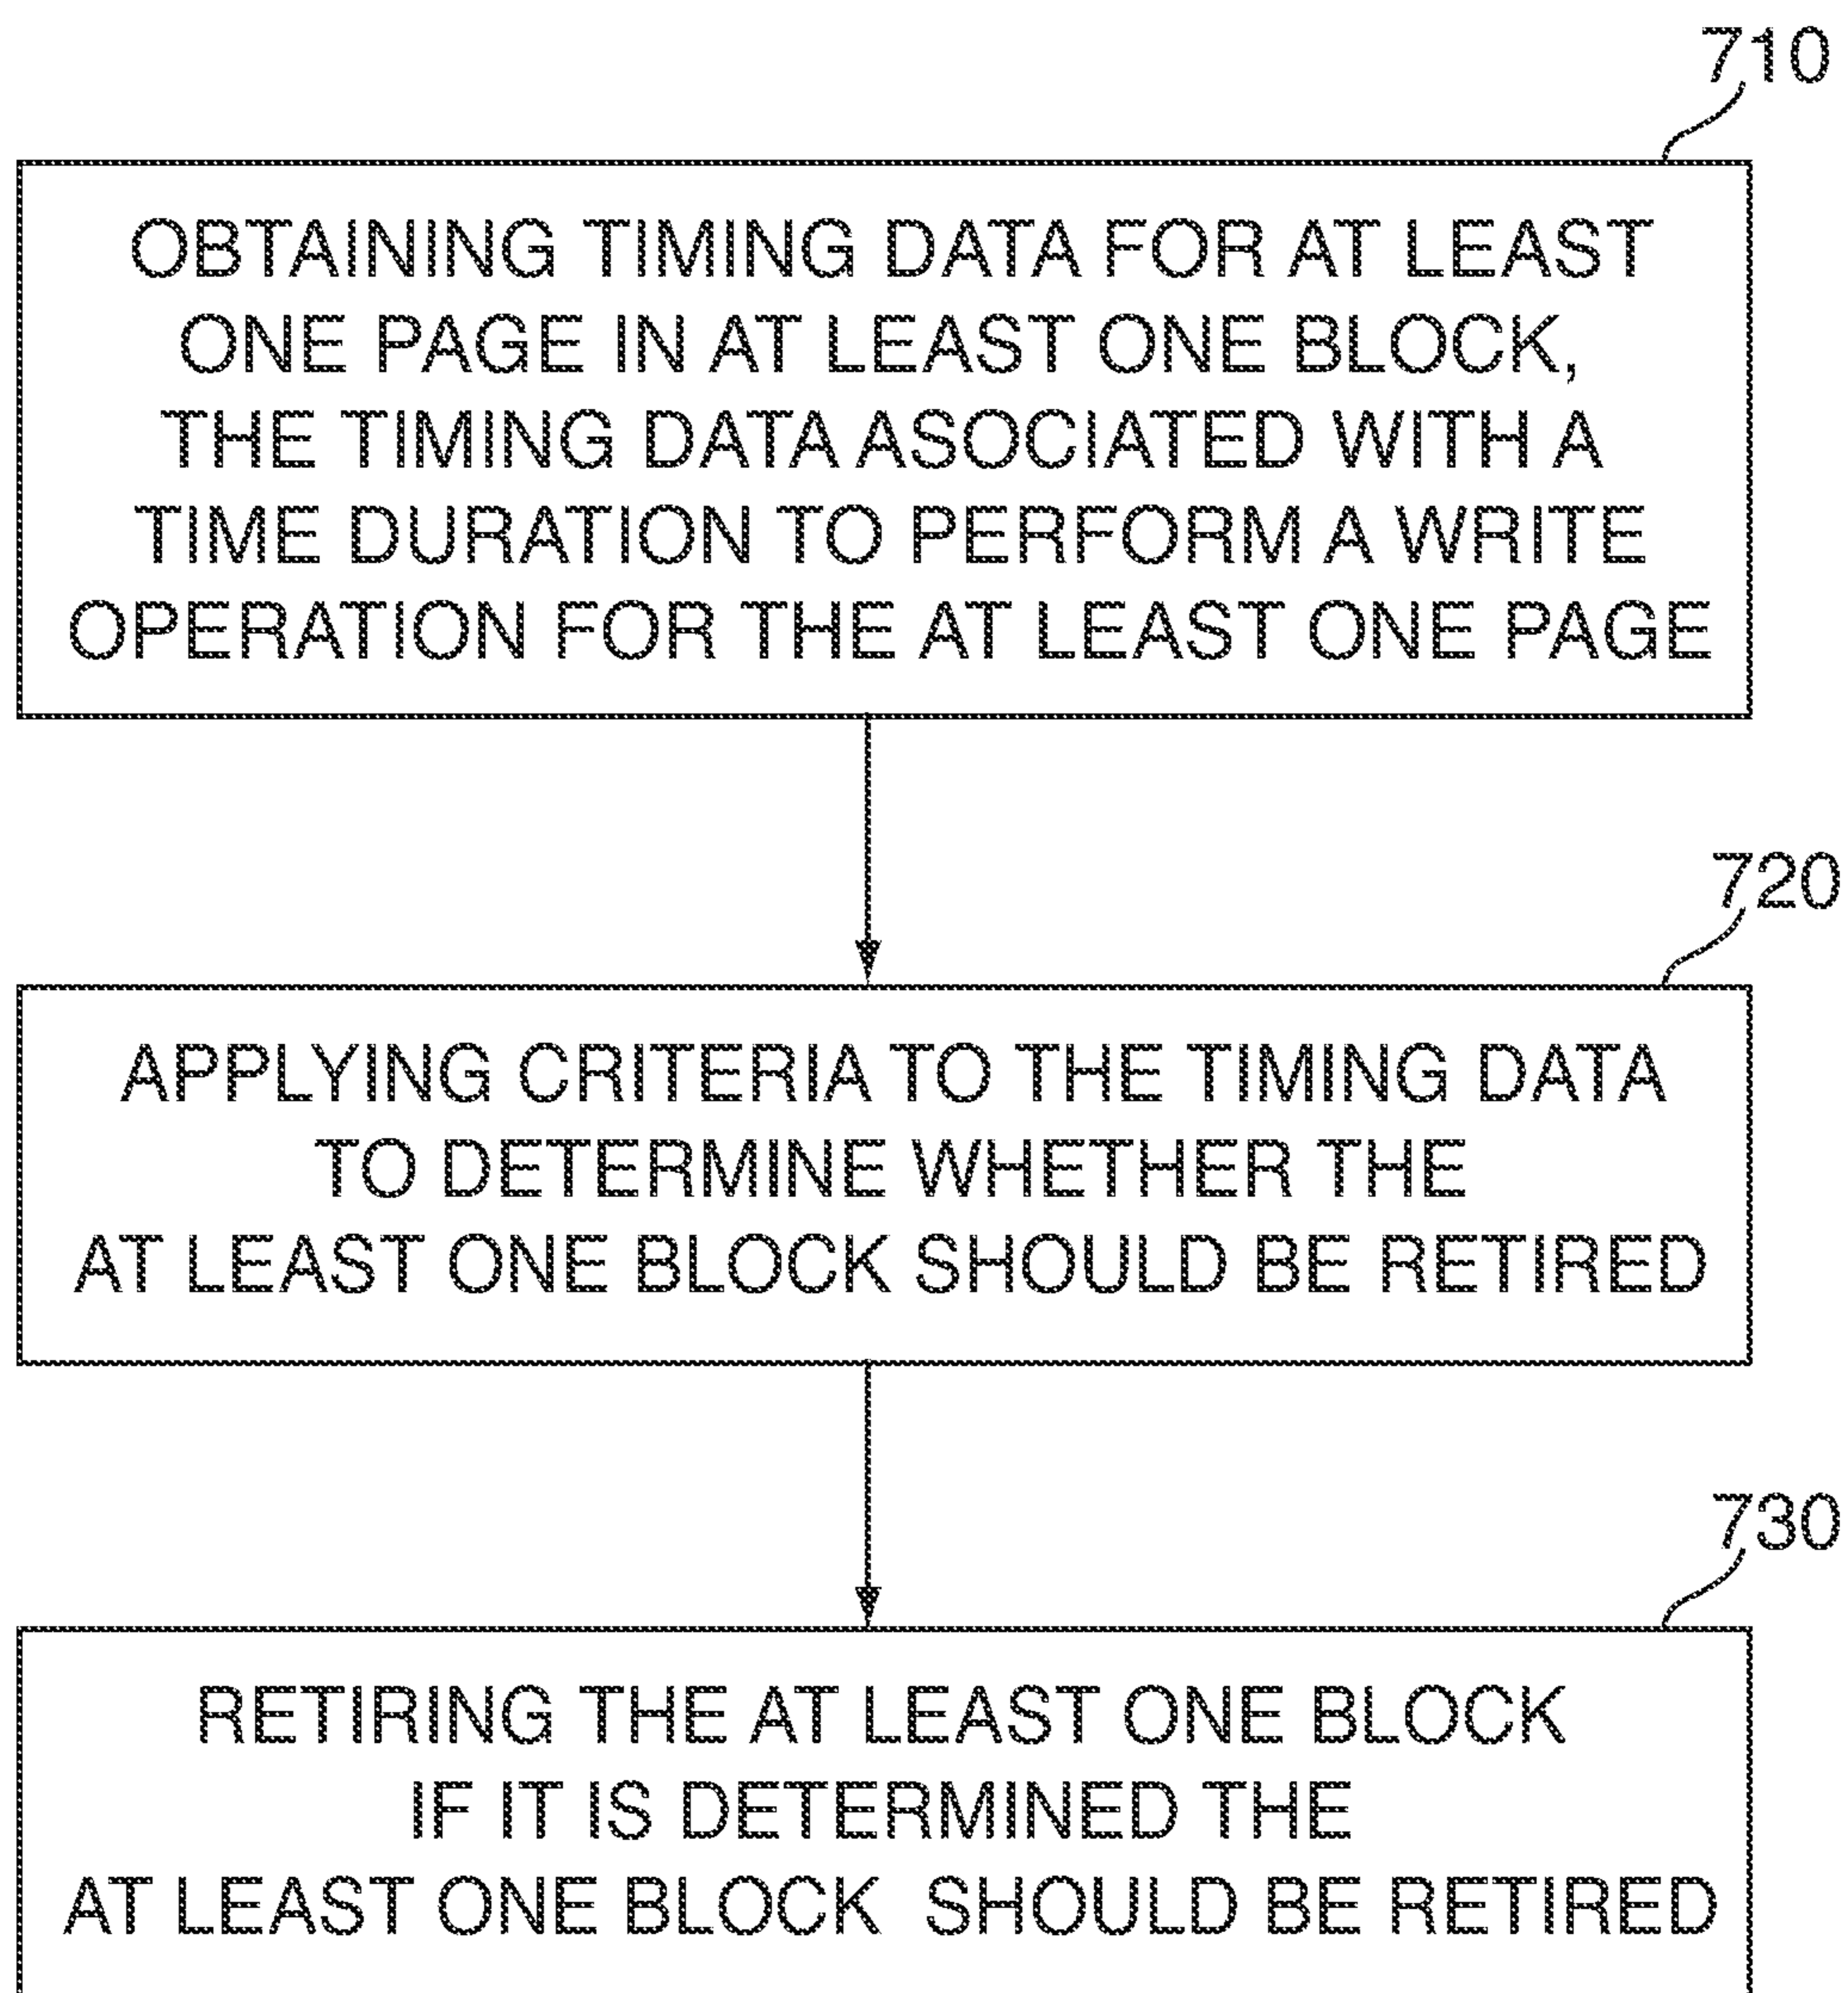 710
OBTAINING TIMING DATA FOR AT LEAST
ONE PAGE IN AT LEAST ONE BLOCK,
THE TIMING DATA ASOCIATED WITH A
TIME DURATION TO PERFORM A WRITE
OPERATION FOR THE AT LEAST ONE PAGE
720
APPLYING CRITERIA TO THE TIMING DATA
TO DETERMINE WHETHER THE
AT LEAST ONE BLOCK SHOULD BE RETIRED
730
RETIRING THE AT LEAST ONE BLOCK
IF IT IS DETERMINED THE
AT LEAST ONE BLOCK SHOULD BE RETIRED